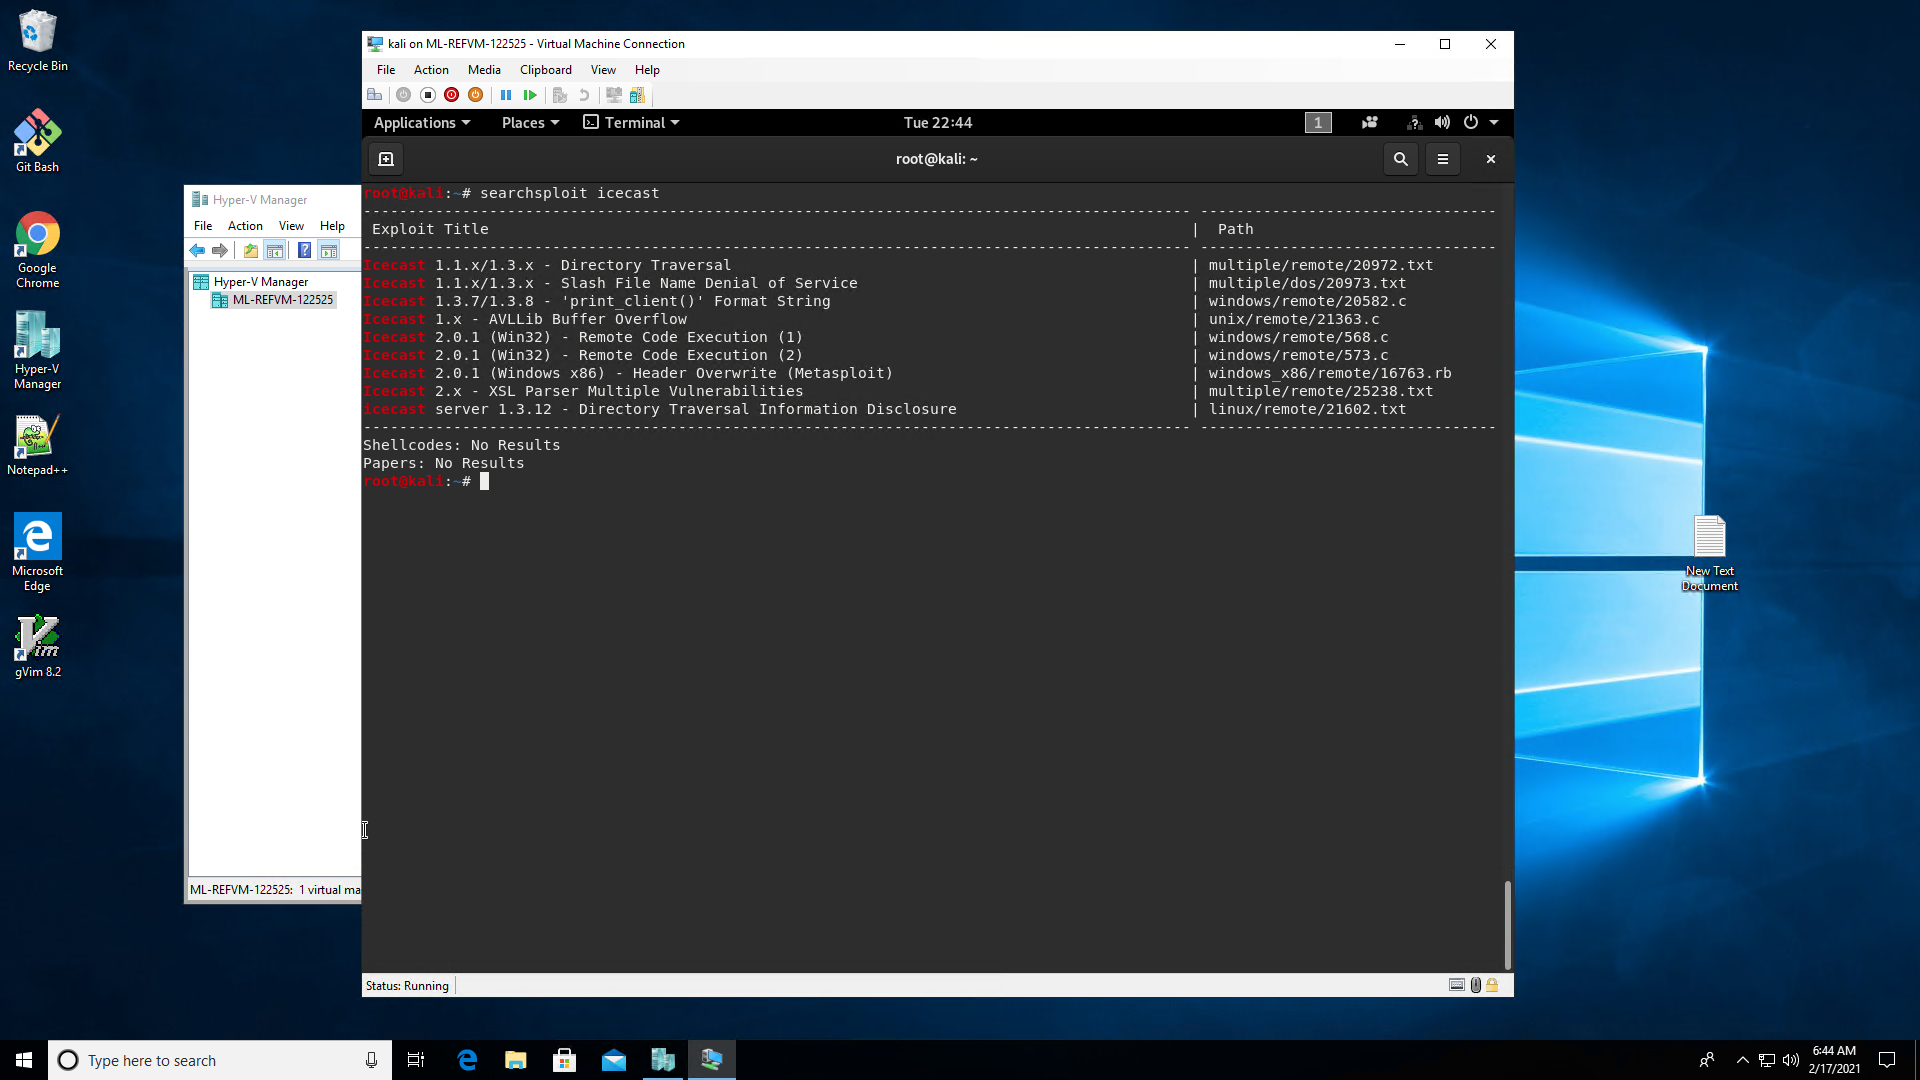 Recycle Bin
Git Bash
Google
Chrome
Hyper-V
Manager
Notepad++
Microsoft
Edge
gVim 8.2
Hyper-V Manager
File Action View Help
Hyper-V Manager
ML-REFVM-122525
ML-REFVM-122525: 1 virtual ma
kali on ML-REFVM-122525 - Virtual Machine Connection
File Action Media Clipboard View Help
Applications Places Terminal Tue 22:44 1
root@kali: ~
root@kali:~# searchsploit icecast
Exploit Title | Path
Icecast 1.1.x/1.3.x - Directory Traversal | multiple/remote/20972.txt
Icecast 1.1.x/1.3.x - Slash File Name Denial of Service | multiple/dos/20973.txt
Icecast 1.3.7/1.3.8 - 'print_client()' Format String | windows/remote/20582.c
Icecast 1.x - AVLLib Buffer Overflow | unix/remote/21363.c
Icecast 2.0.1 (Win32) - Remote Code Execution (1) | windows/remote/568.c
Icecast 2.0.1 (Win32) - Remote Code Execution (2) | windows/remote/573.c
Icecast 2.0.1 (Windows x86) - Header Overwrite (Metasploit) | windows_x86/remote/16763.rb
Icecast 2.x - XSL Parser Multiple Vulnerabilities | multiple/remote/25238.txt
icecast server 1.3.12 - Directory Traversal Information Disclosure | linux/remote/21602.txt
Shellcodes: No Results
Papers: No Results
root@kali:~#
Status: Running
New Text
Document
Type here to search
6:44 AM
2/17/2021